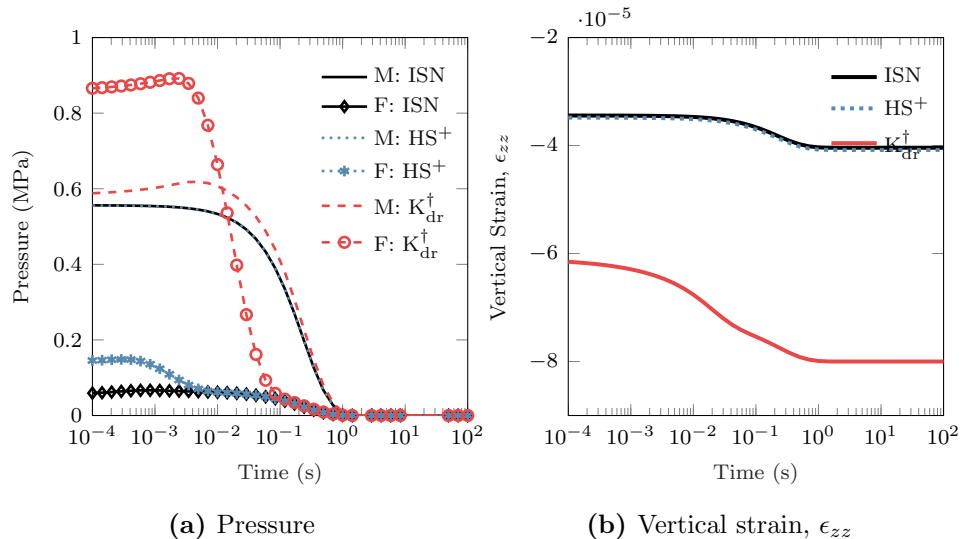 1
0.8
0.6
0.4
0.2
0
Pressure (MPa)
10⁻⁴ 10⁻³ 10⁻² 10⁻¹ 10⁰ 10¹ 10²
Time (s)
M: ISN
F: ISN
M: HS⁺
F: HS⁺
M: K†dr
F: K†dr
(a) Pressure
·10⁻⁵
−2
−4
−6
−8
Vertical Strain, ϵzz
10⁻⁴ 10⁻³ 10⁻² 10⁻¹ 10⁰ 10¹ 10²
Time (s)
ISN
HS⁺
K†dr
(b) Vertical strain, ϵzz